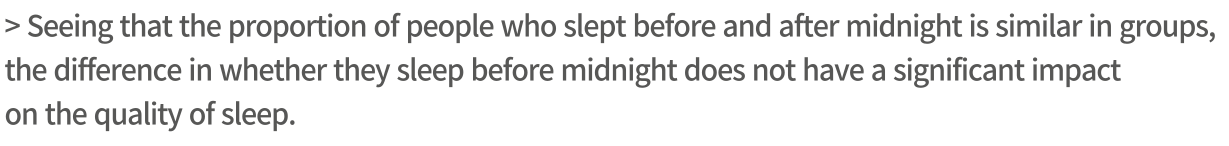 > Seeing that the proportion of people who slept before and after midnight is similar in groups,
the difference in whether they sleep before midnight does not have a significant impact
on the quality of sleep.